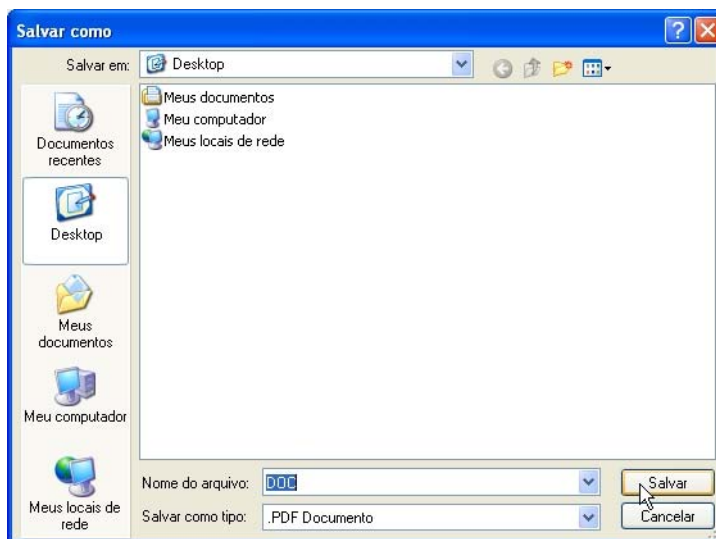 Salvar como
Salvar em:
Desktop
Documentos
recentes
Desktop
Meus
documentos
Meu computador
Meus locais de
rede
Meus documentos
Meu computador
Meus locais de rede
Nome do arquivo:
DOC
Salvar
Salvar como tipo:
.PDF Documento
Cancelar